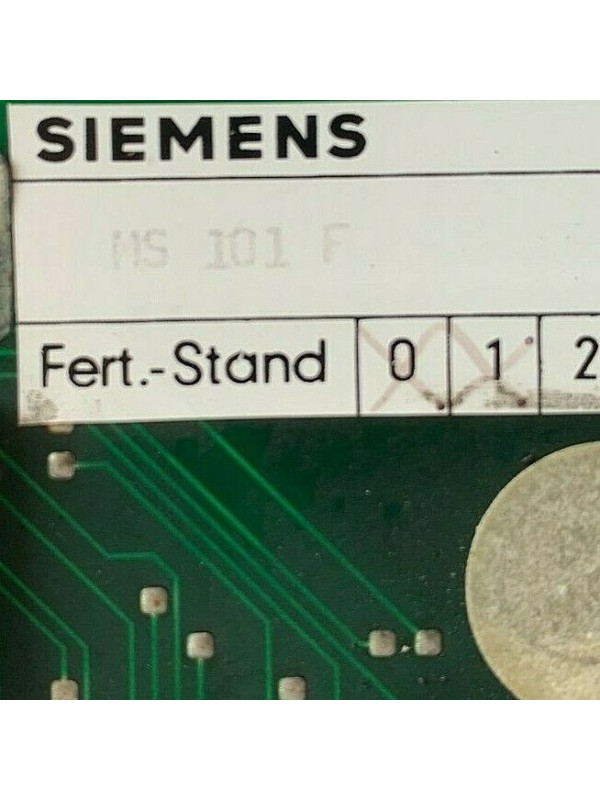 SIEMENS
MS 101 F
Fert.-Stand 0 1 2